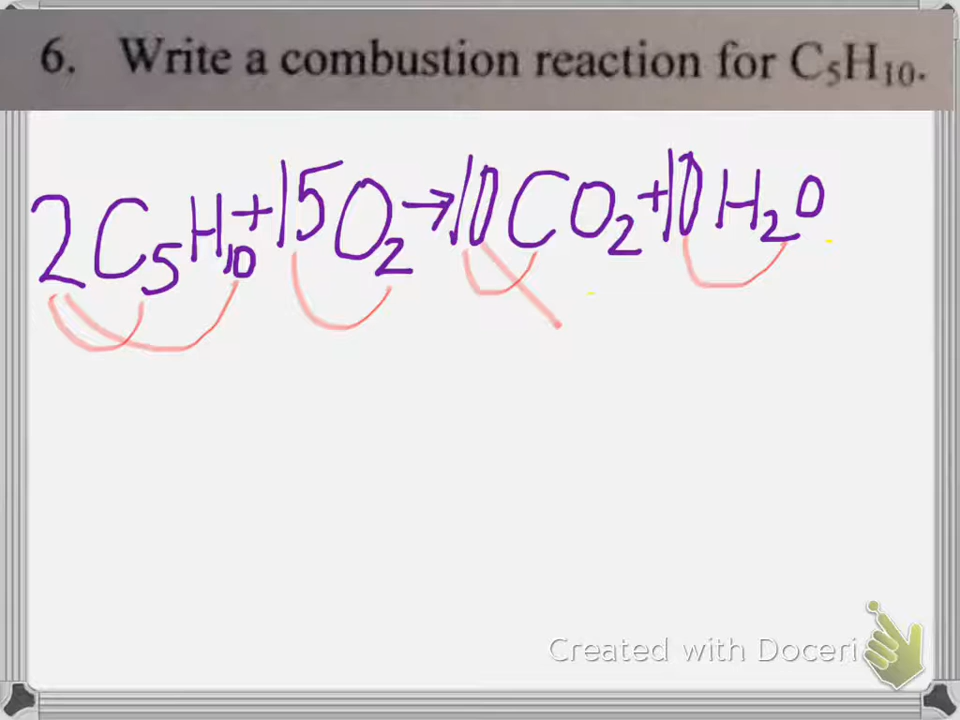 6. Write a combustion reaction for C₅H₁₀.
2C₅H₁₀+15O₂→10CO₂+10H₂O
Created with Doceri